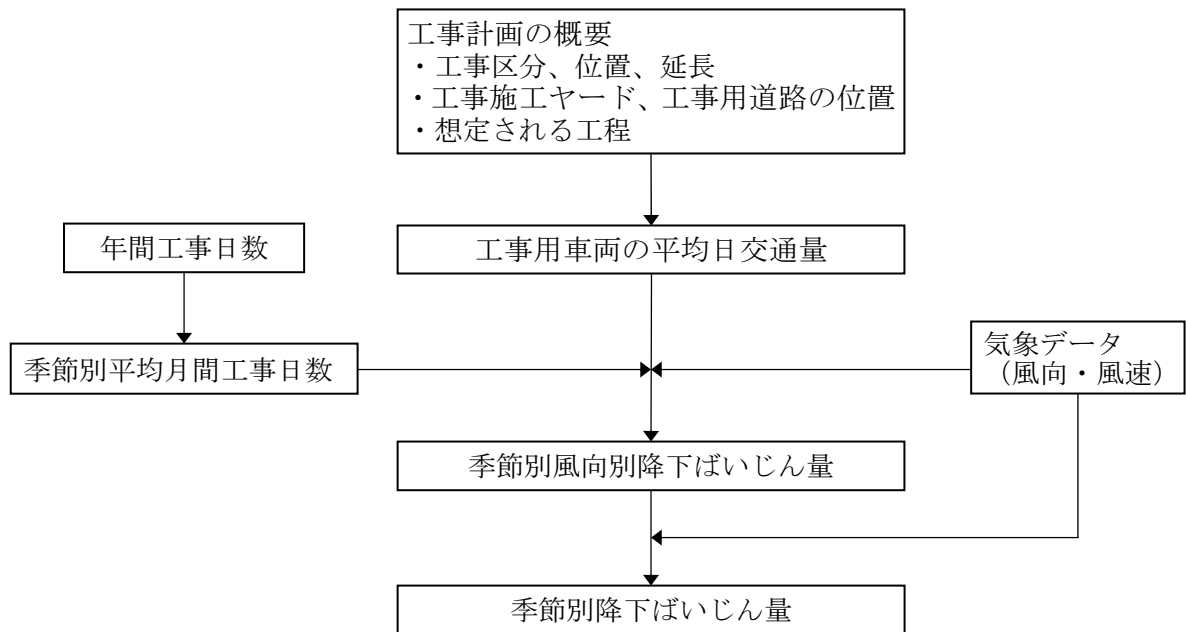 工事計画の概要
・工事区分、位置、延長
・工事施工ヤード、工事用道路の位置
・想定される工程
年間工事日数
工事用車両の平均日交通量
季節別平均月間工事日数
気象データ
（風向・風速）
季節別風向別降下ばいじん量
季節別降下ばいじん量